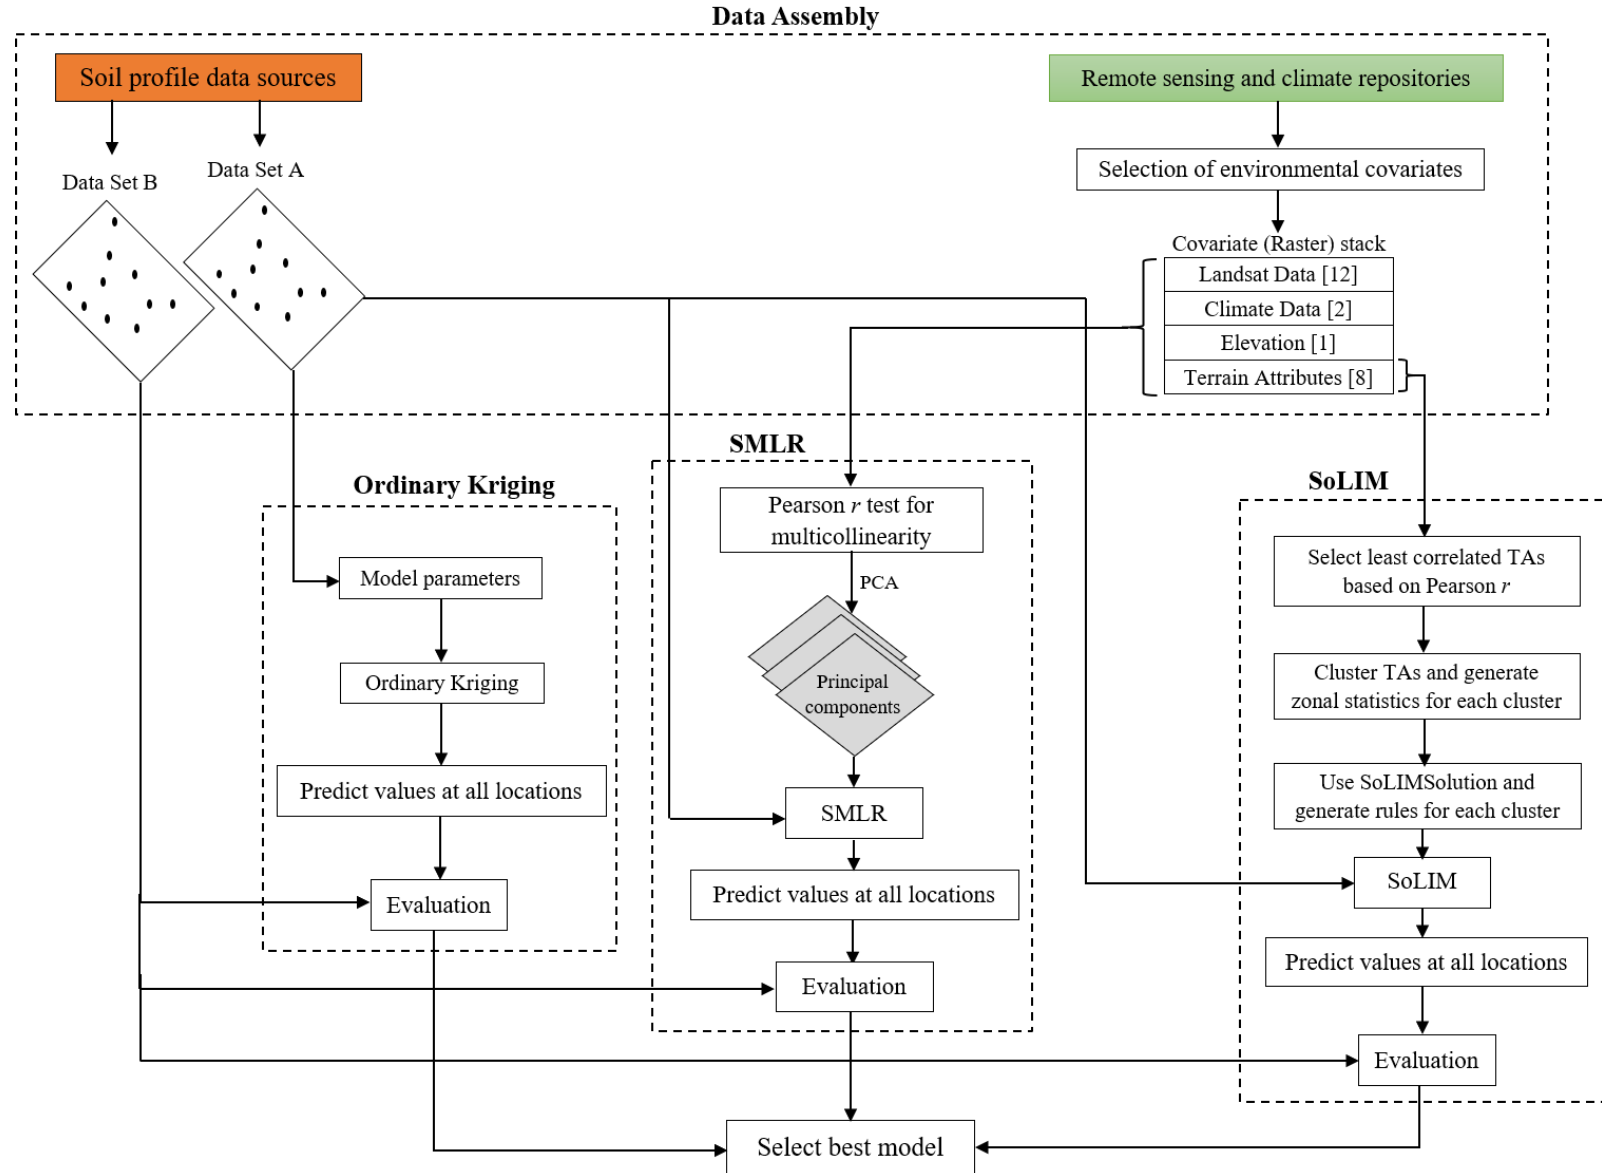 Data Assembly
Soil profile data sources
Remote sensing and climate repositories
Data Set B
Data Set A
Selection of environmental covariates
Covariate (Raster) stack
Landsat Data [12]
Climate Data [2]
Elevation [1]
Terrain Attributes [8]
Ordinary Kriging
Model parameters
Ordinary Kriging
Predict values at all locations
Evaluation
SMLR
Pearson r test for
multicollinearity
PCA
Principal
components
SMLR
Predict values at all locations
Evaluation
SoLIM
Select least correlated TAs
based on Pearson r
Cluster TAs and generate
zonal statistics for each cluster
Use SoLIMSolution and
generate rules for each cluster
SoLIM
Predict values at all locations
Evaluation
Select best model